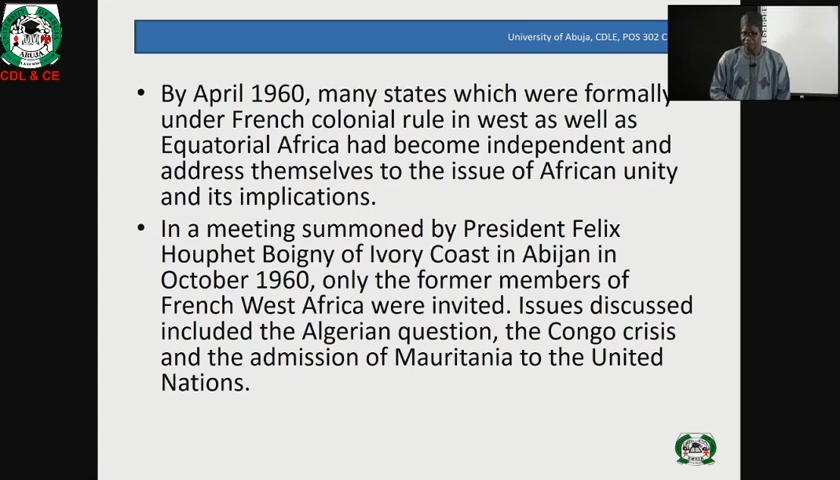 University of Abuja, CDLE, POS 302 C
ABUJA
CDL & CE
• By April 1960, many states which were formally
under French colonial rule in west as well as
Equatorial Africa had become independent and
address themselves to the issue of African unity
and its implications.
• In a meeting summoned by President Felix
Houphet Boigny of Ivory Coast in Abijan in
October 1960, only the former members of
French West Africa were invited. Issues discussed
included the Algerian question, the Congo crisis
and the admission of Mauritania to the United
Nations.